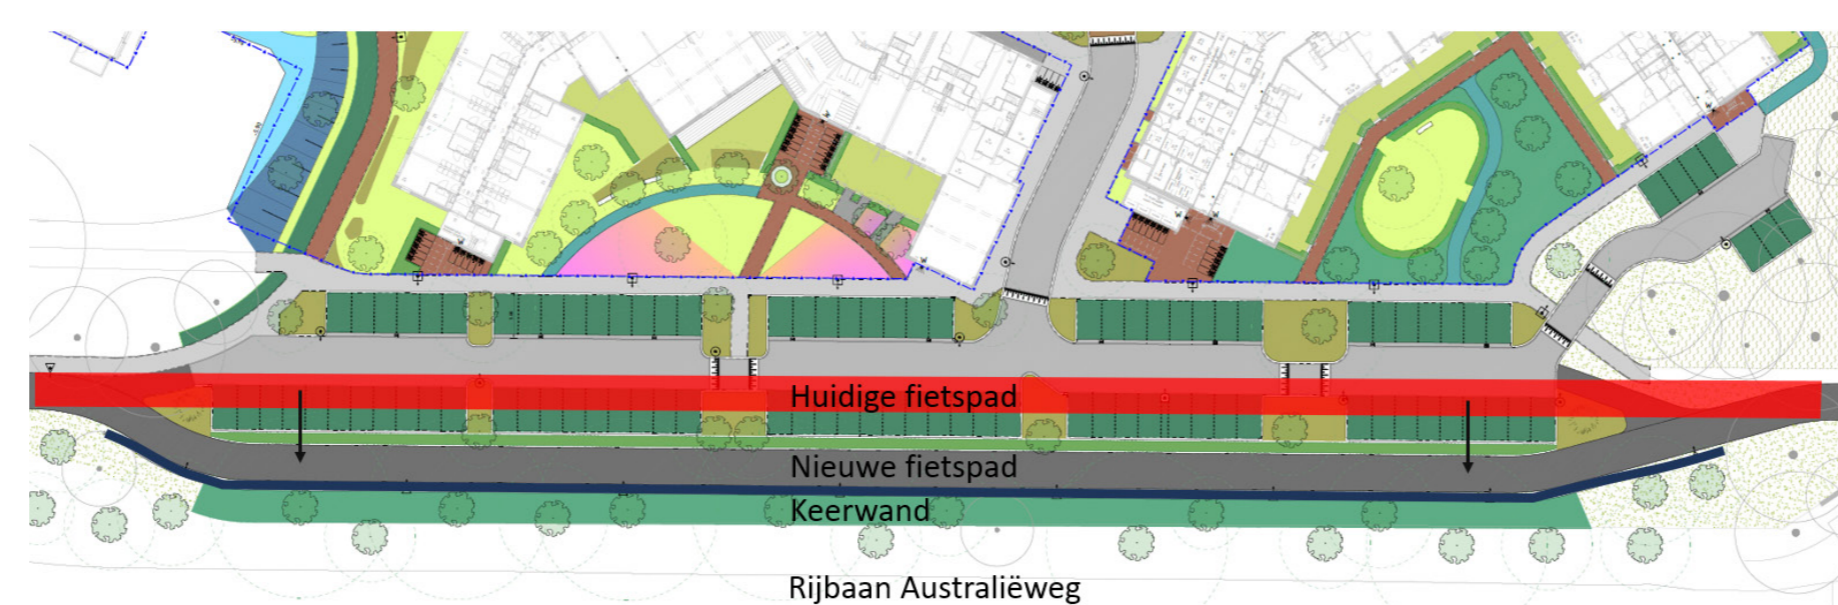 Huidige fietspad
Nieuwe fietspad
Keerwand
Rijbaan Australiëweg